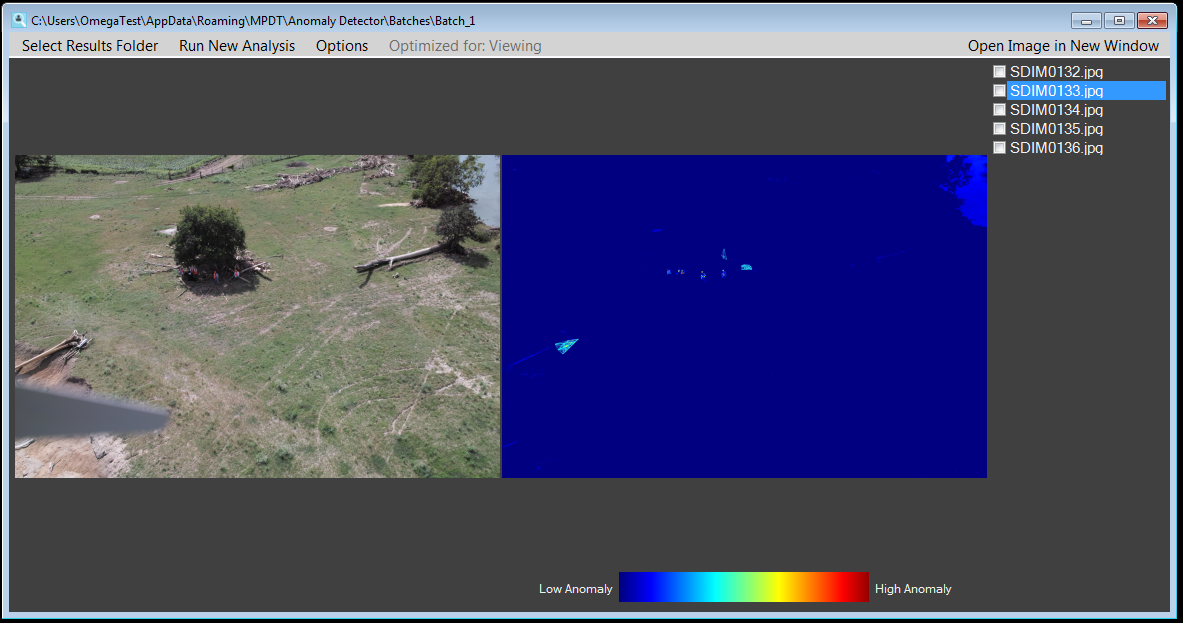 C:\Users\OmegaTest\AppData\Roaming\MPDT\Anomaly Detector\Batches\Batch_1
Select Results Folder Run New Analysis Options Optimized for: Viewing Open Image in New Window
SDIM0132.jpg
SDIM0133.jpg
SDIM0134.jpg
SDIM0135.jpg
SDIM0136.jpg
Low Anomaly High Anomaly